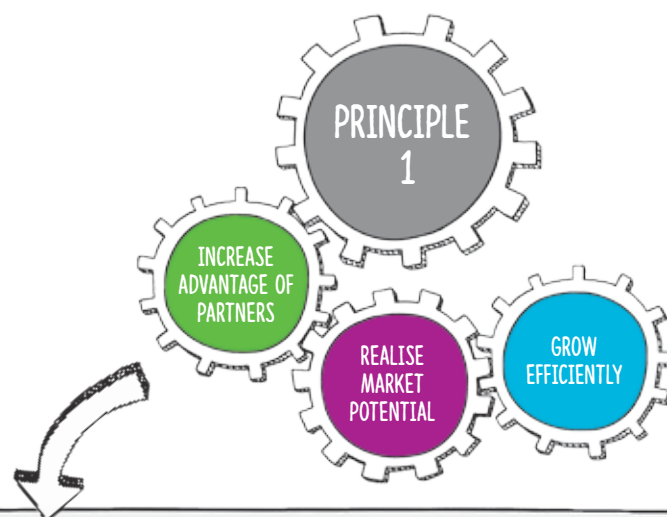 PRINCIPLE
1
INCREASE
ADVANTAGE OF
PARTNERS
REALISE
MARKET
POTENTIAL
GROW
EFFICIENTLY